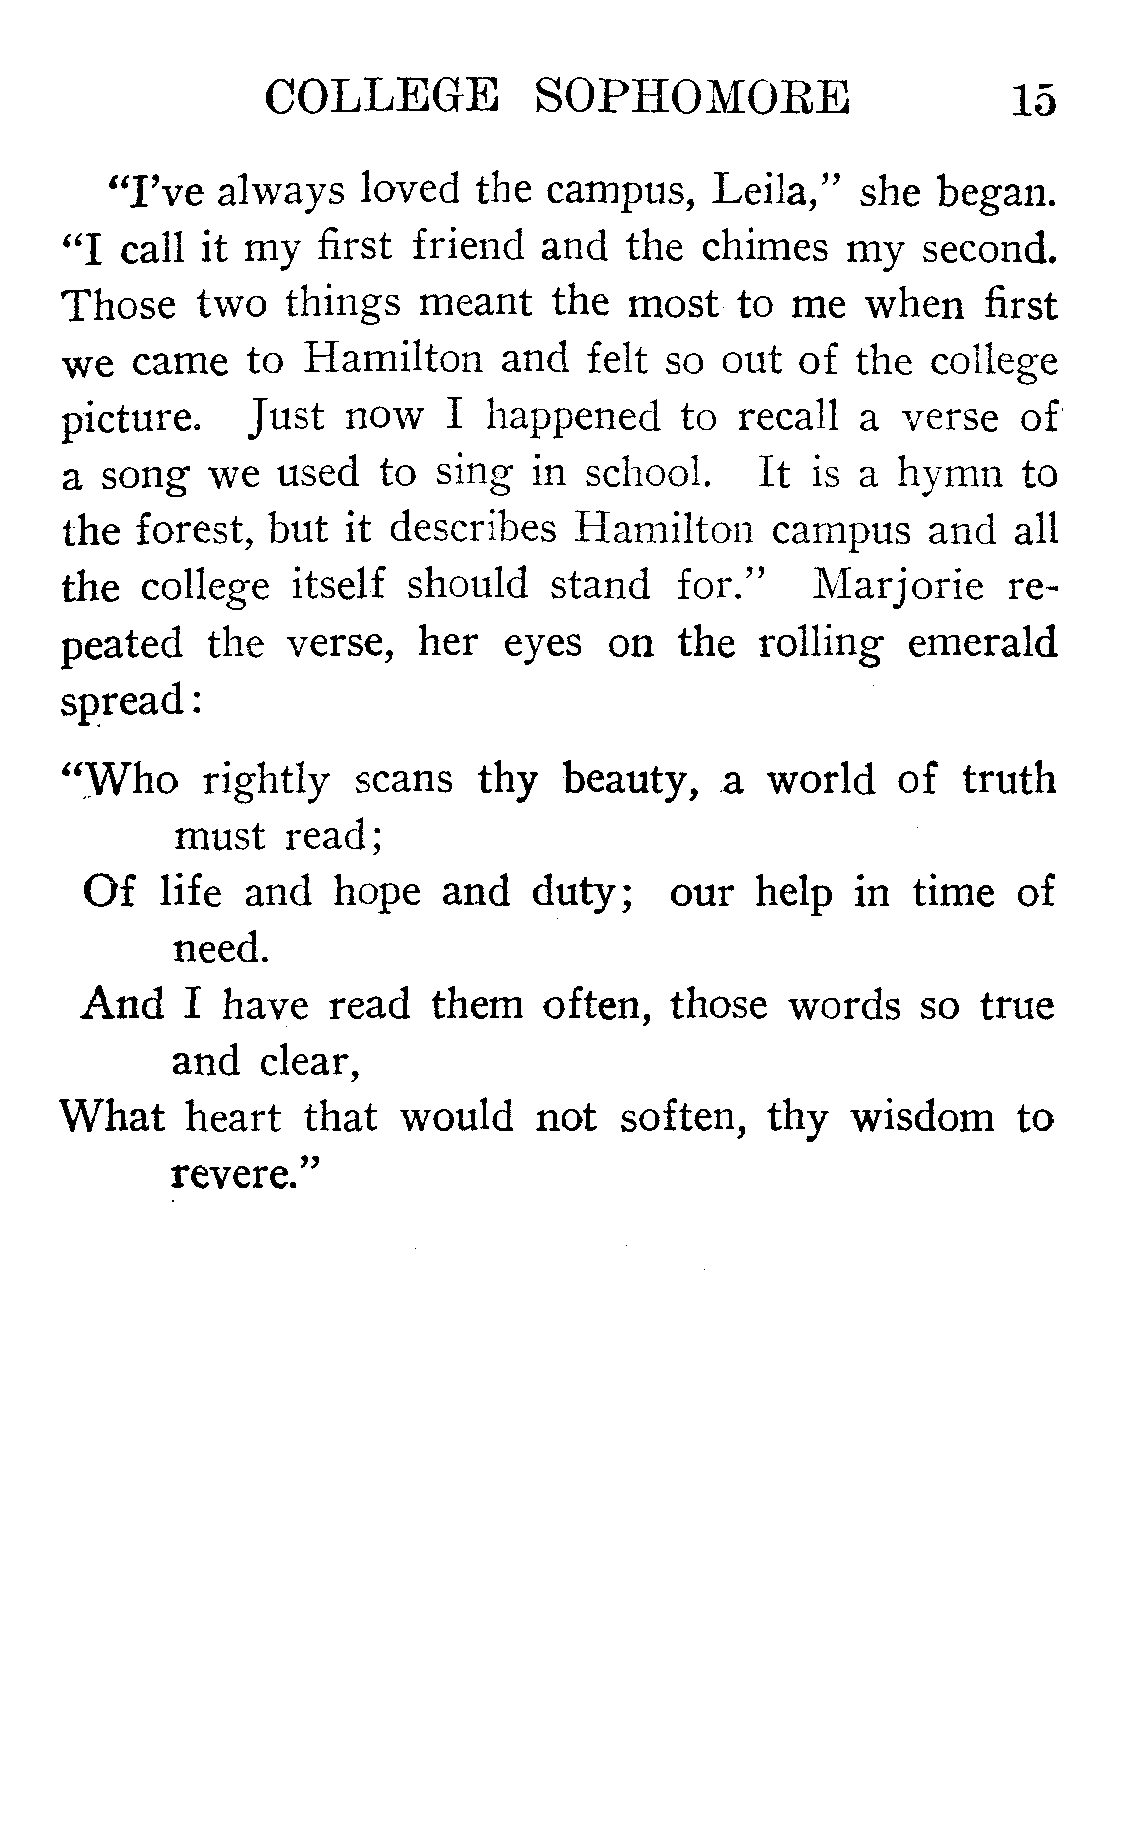 COLLEGE SOPHOMORE 15
“I’ve always loved the campus, Leila,” she began.
“I call it my first friend and the chimes my second.
Those two things meant the most to me when first
we came to Hamilton and felt so out of the college
picture. Just now I happened to recall a verse of
a song we used to sing in school. It is a hymn to
the forest, but it describes Hamilton campus and all
the college itself should stand for.” Marjorie re-
peated the verse, her eyes on the rolling emerald
spread:
“Who rightly scans thy beauty, a world of truth
must read;
Of life and hope and duty; our help in time of
need.
And I have read them often, those words so true
and clear,
What heart that would not soften, thy wisdom to
revere.”